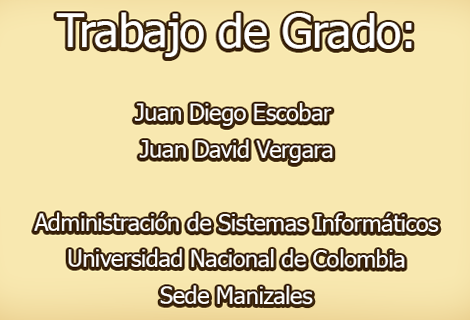 Trabajo de Grado:
Juan Diego Escobar
Juan David Vergara
Administración de Sistemas Informáticos
Universidad Nacional de Colombia
Sede Manizales